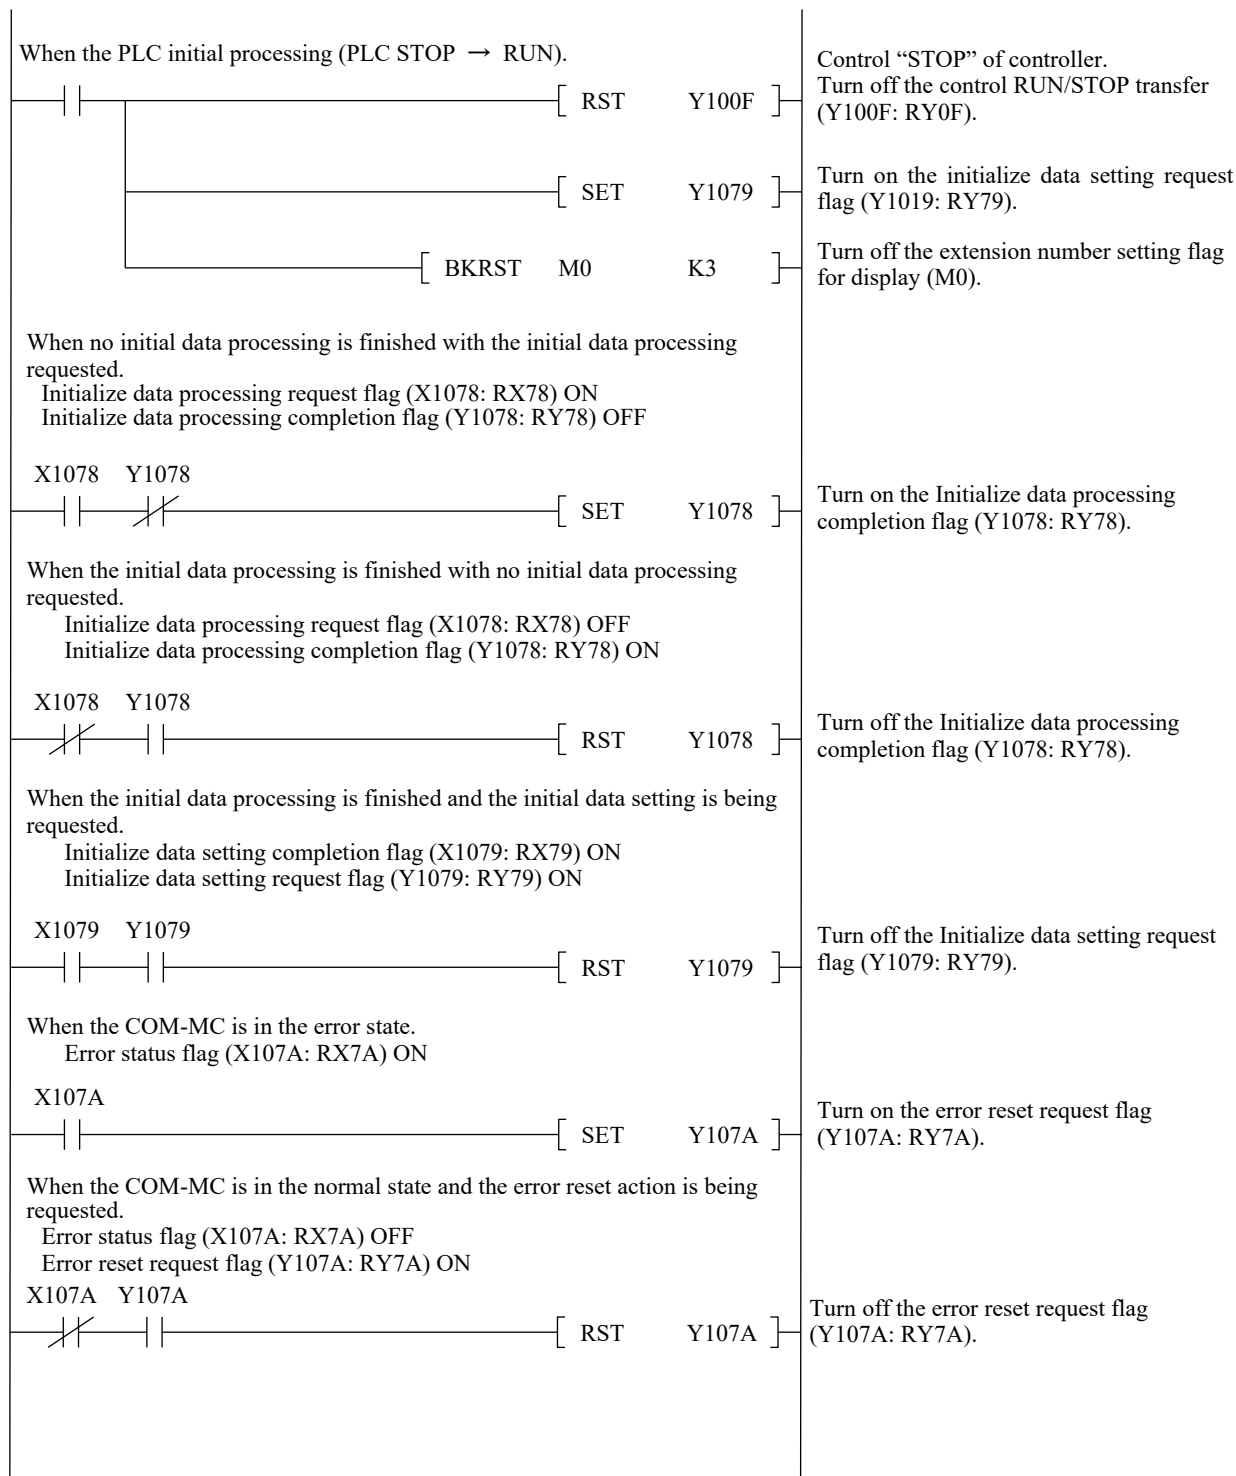 When the PLC initial processing (PLC STOP → RUN).
Control “STOP” of controller.
Turn off the control RUN/STOP transfer
(Y100F: RY0F).
RST Y100F
Turn on the initialize data setting request
flag (Y1019: RY79).
SET Y1079
Turn off the extension number setting flag
for display (M0).
BKRST M0 K3
When no initial data processing is finished with the initial data processing
requested.
Initialize data processing request flag (X1078: RX78) ON
Initialize data processing completion flag (Y1078: RY78) OFF
X1078 Y1078
SET Y1078
Turn on the Initialize data processing
completion flag (Y1078: RY78).
When the initial data processing is finished with no initial data processing
requested.
Initialize data processing request flag (X1078: RX78) OFF
Initialize data processing completion flag (Y1078: RY78) ON
X1078 Y1078
RST Y1078
Turn off the Initialize data processing
completion flag (Y1078: RY78).
When the initial data processing is finished and the initial data setting is being
requested.
Initialize data setting completion flag (X1079: RX79) ON
Initialize data setting request flag (Y1079: RY79) ON
X1079 Y1079
RST Y1079
Turn off the Initialize data setting request
flag (Y1079: RY79).
When the COM-MC is in the error state.
Error status flag (X107A: RX7A) ON
X107A
SET Y107A
Turn on the error reset request flag
(Y107A: RY7A).
When the COM-MC is in the normal state and the error reset action is being
requested.
Error status flag (X107A: RX7A) OFF
Error reset request flag (Y107A: RY7A) ON
X107A Y107A
RST Y107A
Turn off the error reset request flag
(Y107A: RY7A).